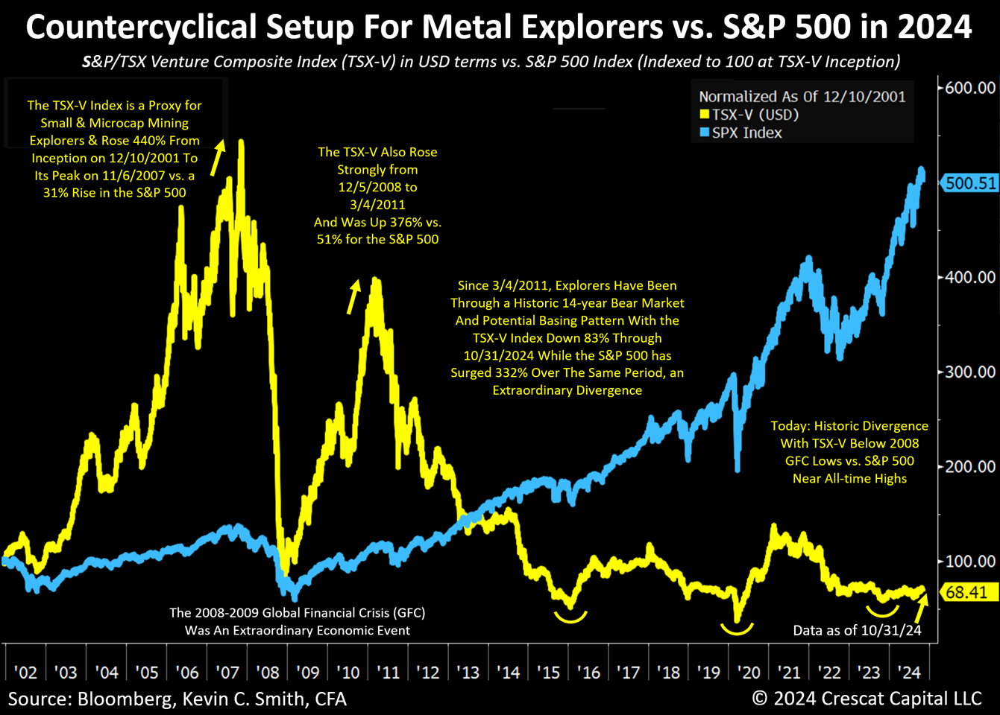 Countercyclical Setup For Metal Explorers vs. S&P 500 in 2024
S&P/TSX Venture Composite Index (TSX-V) in USD terms vs. S&P 500 Index (Indexed to 100 at TSX-V Inception)
The TSX-V Index is a Proxy for
Small & Microcap Mining
Explorers & Rose 440% From
Inception on 12/10/2001 To
Its Peak on 11/6/2007 vs. a
31% Rise in the S&P 500
The TSX-V Also Rose
Strongly from
12/5/2008 to
3/4/2011
And Was Up 376% vs.
51% for the S&P 500
Normalized As Of 12/10/2001
TSX-V (USD)
SPX Index
Since 3/4/2011, Explorers Have Been
Through a Historic 14-year Bear Market
And Potential Basing Pattern With the
TSX-V Index Down 83% Through
10/31/2024 While the S&P 500 has
Surged 332% Over The Same Period, an
Extraordinary Divergence
Today: Historic Divergence
With TSX-V Below 2008
GFC Lows vs. S&P 500
Near All-time Highs
600.00
500.51
400.00
300.00
200.00
100.00
68.41
The 2008-2009 Global Financial Crisis (GFC)
Was An Extraordinary Economic Event
Data as of 10/31/24
'02 '03 '04 '05 '06 '07 '08 '09 '10 '11 '12 '13 '14 '15 '16 '17 '18 '19 '20 '21 '22 '23 '24
Source: Bloomberg, Kevin C. Smith, CFA
© 2024 Crescat Capital LLC